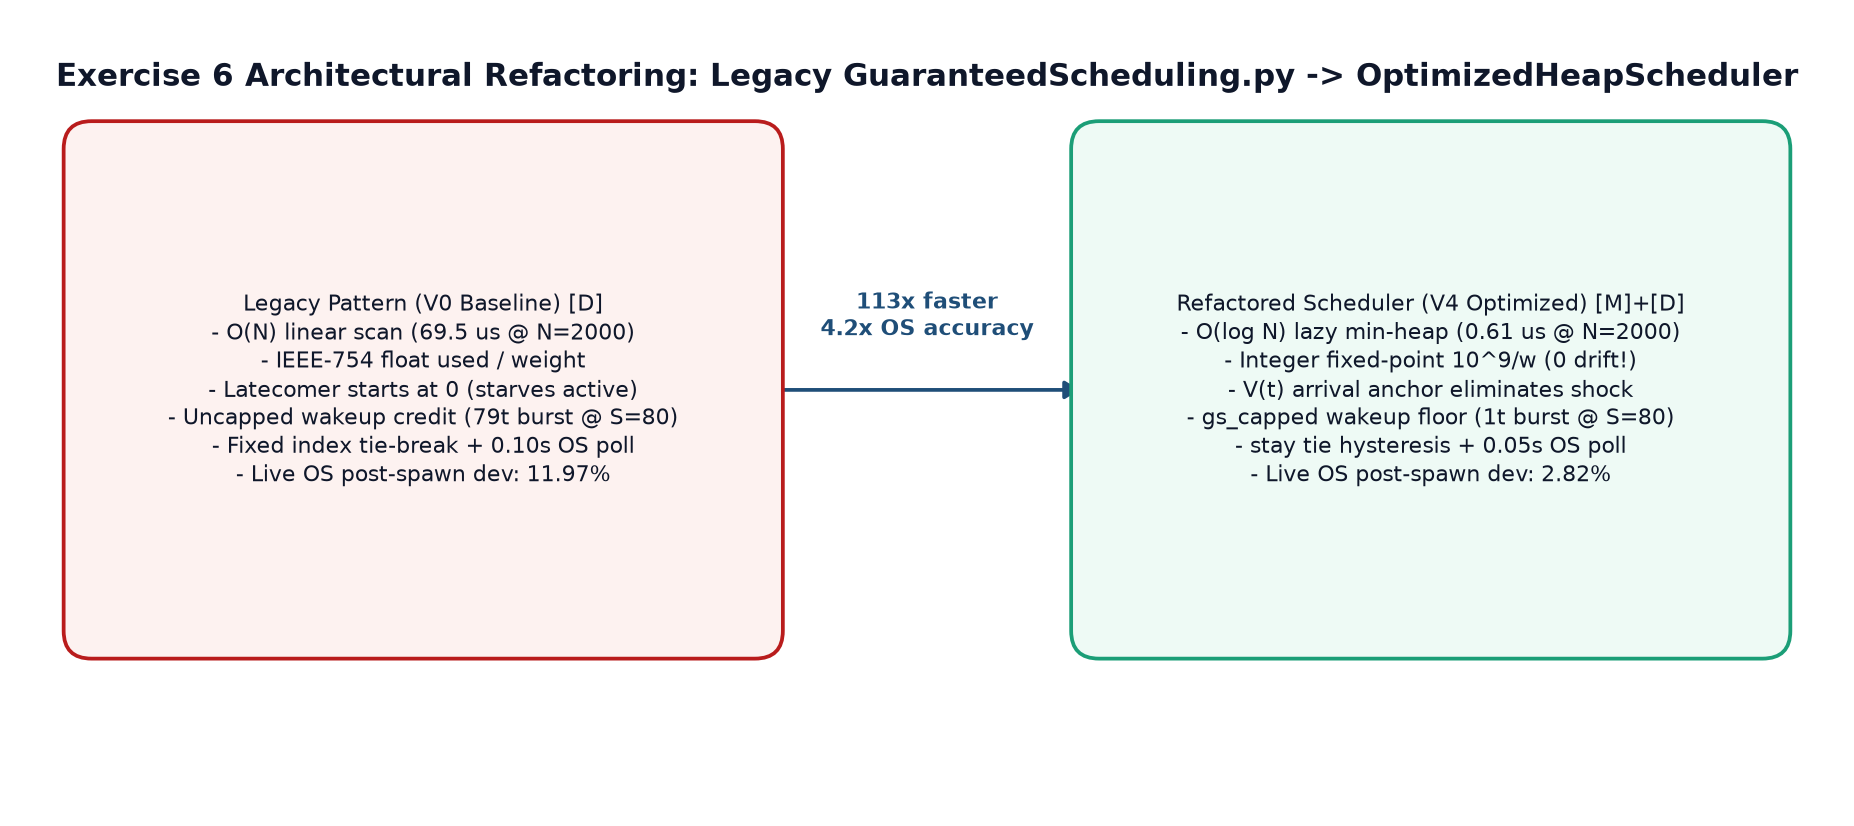 Exercise 6 Architectural Refactoring: Legacy GuaranteedScheduling.py -> OptimizedHeapScheduler
Legacy Pattern (V0 Baseline) [D]
- O(N) linear scan (69.5 us @ N=2000)
- IEEE-754 float used / weight
- Latecomer starts at 0 (starves active)
- Uncapped wakeup credit (79t burst @ S=80)
- Fixed index tie-break + 0.10s OS poll
- Live OS post-spawn dev: 11.97%
113x faster
4.2x OS accuracy
Refactored Scheduler (V4 Optimized) [M]+[D]
- O(log N) lazy min-heap (0.61 us @ N=2000)
- Integer fixed-point 10^9/w (0 drift!)
- V(t) arrival anchor eliminates shock
- gs_capped wakeup floor (1t burst @ S=80)
- stay tie hysteresis + 0.05s OS poll
- Live OS post-spawn dev: 2.82%